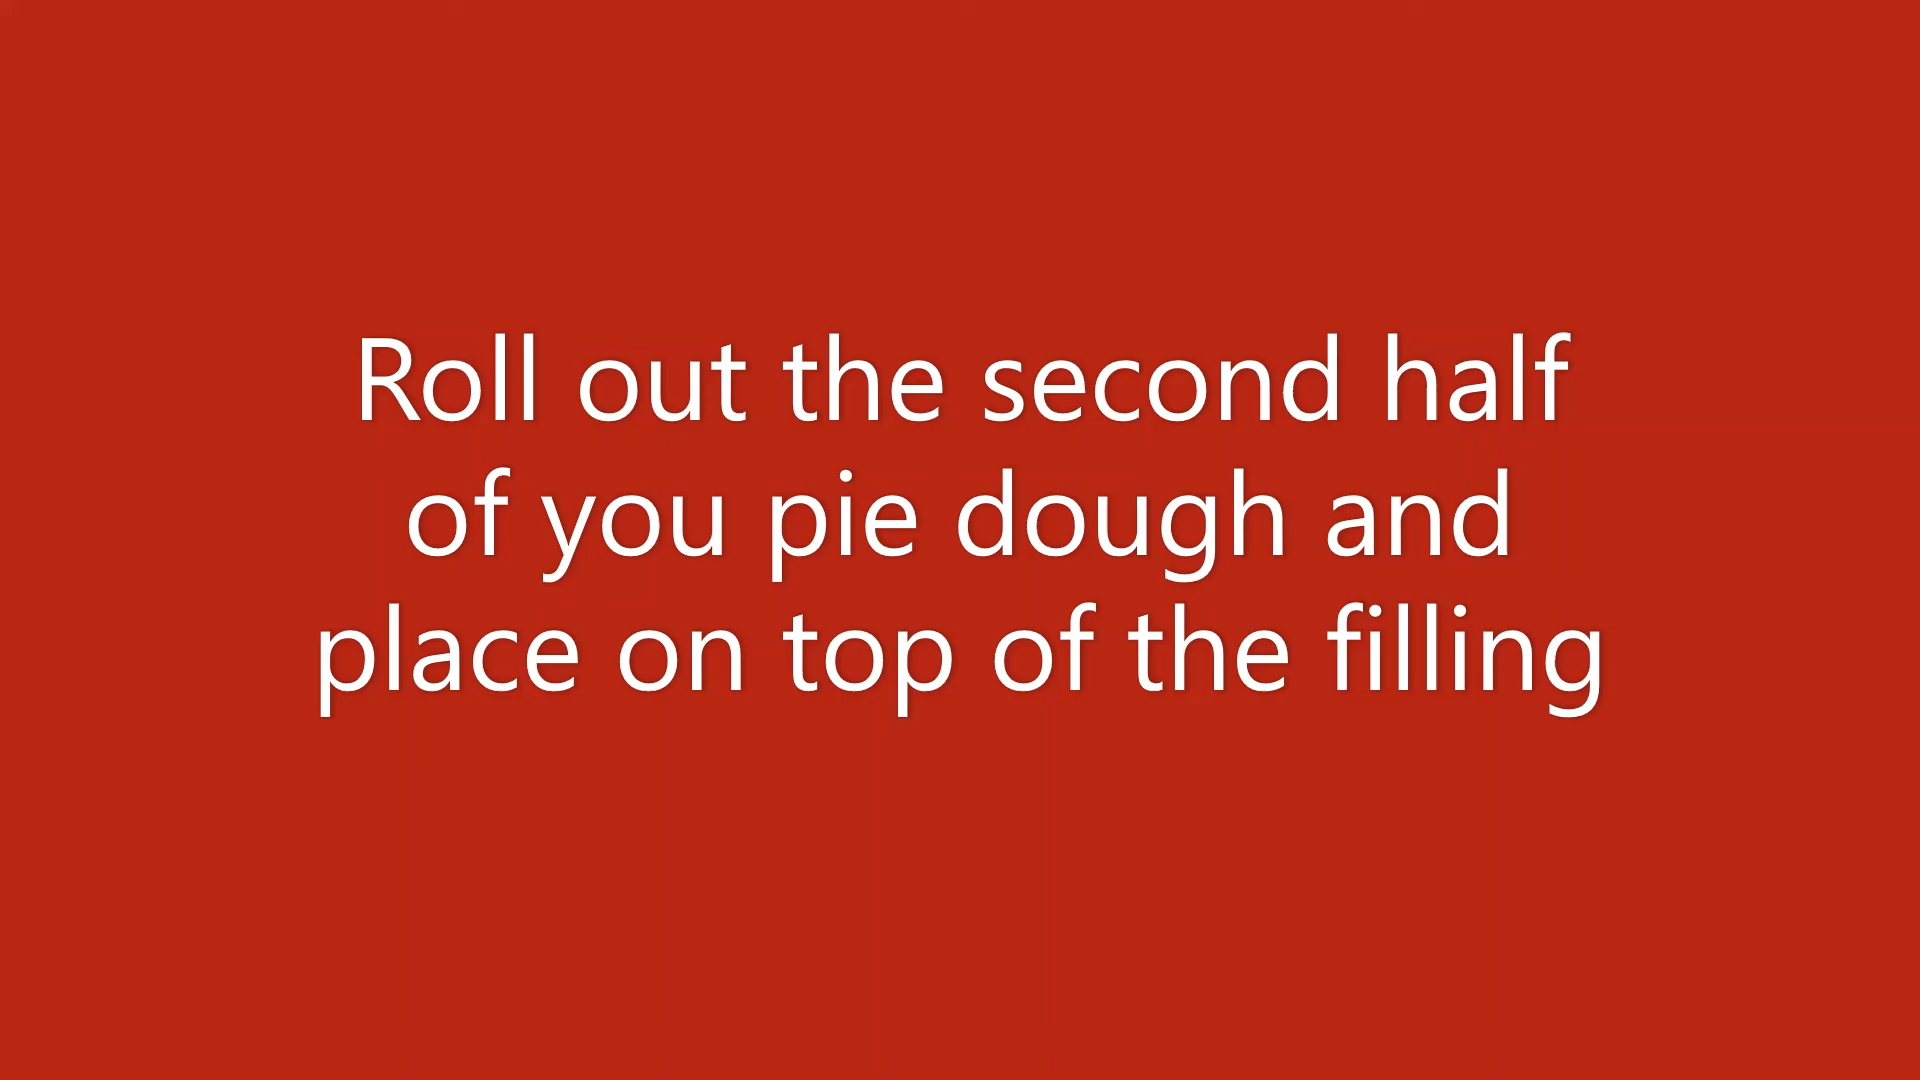 Roll out the second half
of you pie dough and
place on top of the filling